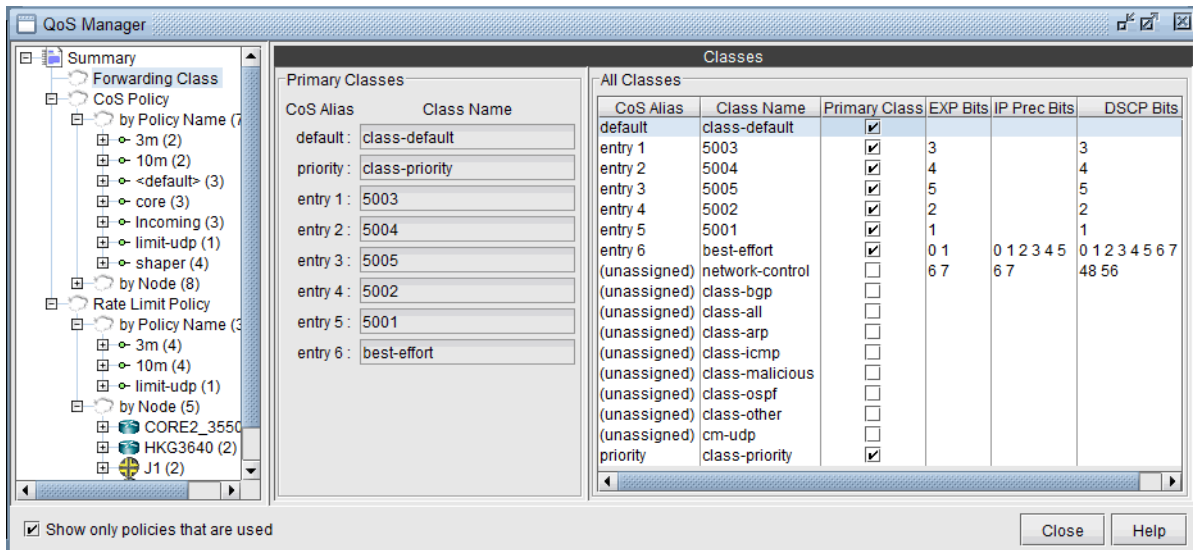 QoS Manager
Summary
Forwarding Class
CoS Policy
by Policy Name (7
3m (2)
10m (2)
<default> (3)
core (3)
Incoming (3)
limit-udp (1)
shaper (4)
by Node (8)
Rate Limit Policy
by Policy Name (3
3m (4)
10m (4)
limit-udp (1)
by Node (5)
CORE2_3550
HKG3640 (2)
J1 (2)
Classes
Primary Classes
CoS Alias Class Name
default : class-default
priority : class-priority
entry 1 : 5003
entry 2 : 5004
entry 3 : 5005
entry 4 : 5002
entry 5 : 5001
entry 6 : best-effort
All Classes
CoS Alias Class Name Primary Class EXP Bits IP Prec Bits DSCP Bits
default class-default
entry 1 5003 3 3
entry 2 5004 4 4
entry 3 5005 5 5
entry 4 5002 2 2
entry 5 5001 1 1
entry 6 best-effort 0 1 0 1 2 3 4 5 0 1 2 3 4 5 6 7
(unassigned) network-control 6 7 6 7 48 56
(unassigned) class-bgp
(unassigned) class-all
(unassigned) class-arp
(unassigned) class-icmp
(unassigned) class-malicious
(unassigned) class-ospf
(unassigned) class-other
(unassigned) cm-udp
priority class-priority
Show only policies that are used
Close
Help